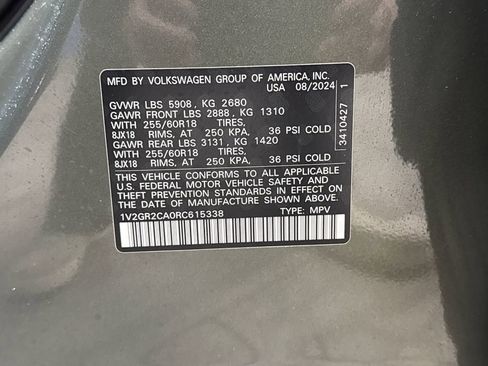 MFD BY VOLKSWAGEN GROUP OF AMERICA, INC.
USA 08/2024
GVWR LBS 5908, KG 2680
GAWR FRONT LBS 2888, KG 1310
WITH 255/60R18 TIRES,
8JX18 RIMS, AT 250 KPA, 36 PSI COLD
GAWR REAR LBS 3131, KG 1420
WITH 255/60R18 TIRES,
8JX18 RIMS, AT 250 KPA, 36 PSI COLD
THIS VEHICLE CONFORMS TO ALL APPLICABLE
U.S. FEDERAL MOTOR VEHICLE SAFETY AND
THEFT PREVENTION STANDARDS IN EFFECT ON
THE DATE OF MANUFACTURE SHOWN ABOVE.
1V2GR2CA0RC615338 TYPE: MPV
3410427 1